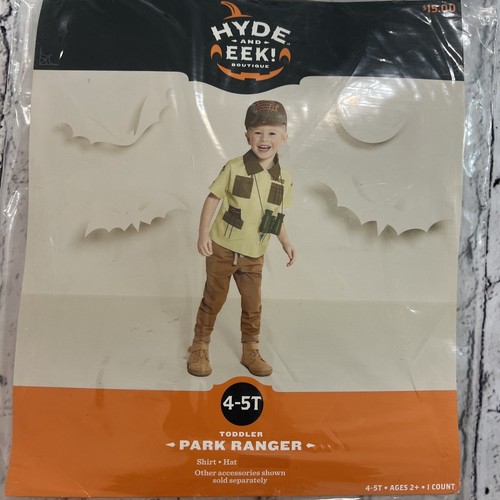 $15.00
HYDE
AND
EEK!
BOUTIQUE
4-5T
TODDLER
PARK RANGER
Shirt • Hat
Other accessories shown
sold separately
4-5T • AGES 2+ • 1 COUNT